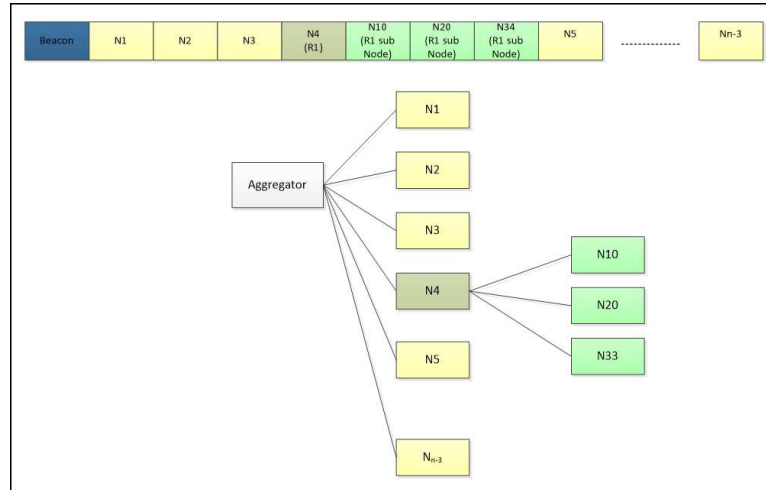 Beacon
N1
N2
N3
N4
(R1)
N10
(R1 sub
Node)
N20
(R1 sub
Node)
N34
(R1 sub
Node)
N5
Nn-3
N1
N2
Aggregator
N3
N10
N4
N20
N5
N33
Nn-3